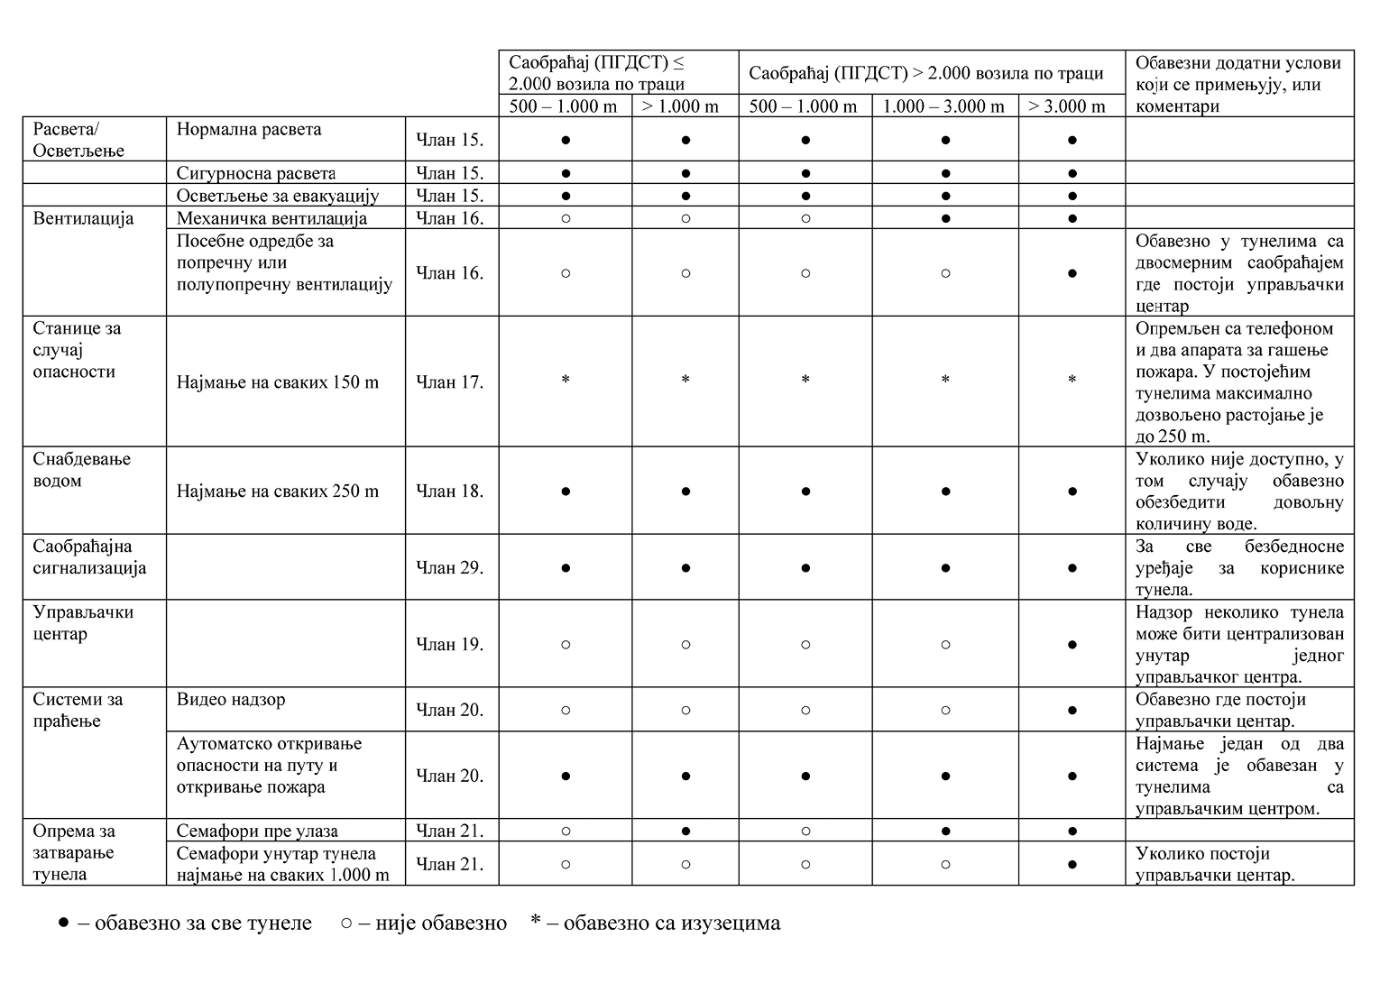 Саобраћај (ПГДСТ) ≤
2.000 возила по траци
Саобраћај (ПГДСТ) > 2.000 возила по траци
Обавезни додатни услови
који се примењују, или
коментари
500 – 1.000 m
> 1.000 m
500 – 1.000 m
1.000 – 3.000 m
> 3.000 m
Расвета/
Осветљење
Нормална расвета
Члан 15. ● ● ● ● ●
Сигурносна расвета Члан 15. ● ● ● ● ●
Осветљење за евакуацију Члан 15. ● ● ● ● ●
Вентилација
Механичка вентилација Члан 16. ○ ○ ○ ● ●
Посебне одредбе за
попречну или
полупопречну вентилацију
Члан 16. ○ ○ ○ ○ ●
Обавезно у тунелима са
двосмерним саобраћајем
где постоји управљачки
центар
Станице за
случај
опасности
Најмање на сваких 150 m Члан 17. * * * * *
Опремљен са телефоном
и два апарата за гашење
пожара. У постојећим
тунелима максимално
дозвољено растојање је
до 250 m.
Снабдевање
водом
Најмање на сваких 250 m Члан 18. ● ● ● ● ●
Уколико није доступно, у
том случају обавезно
обезбедити довољну
количину воде.
Саобраћајна
сигнализација
Члан 29. ● ● ● ● ●
За све безбедносне
уређаје за кориснике
тунела.
Управљачки
центар
Члан 19. ○ ○ ○ ○ ●
Надзор неколико тунела
може бити централизован
унутар једног
управљачког центра.
Системи за
праћење
Видео надзор
Члан 20. ○ ○ ○ ○ ●
Обавезно где постоји
управљачки центар.
Аутоматско откривање
опасности на путу и
откривање пожара
Члан 20. ● ● ● ● ●
Најмање један од два
система је обавезан у
тунелима са
управљачким центром.
Опрема за
затварање
тунела
Семафори пре улаза Члан 21. ○ ● ○ ● ●
Семафори унутар тунела
најмање на сваких 1.000 m
Члан 21. ○ ○ ○ ○ ●
Уколико постоји
управљачки центар.
● – обавезно за све тунеле ○ – није обавезно * – обавезно са изузецима